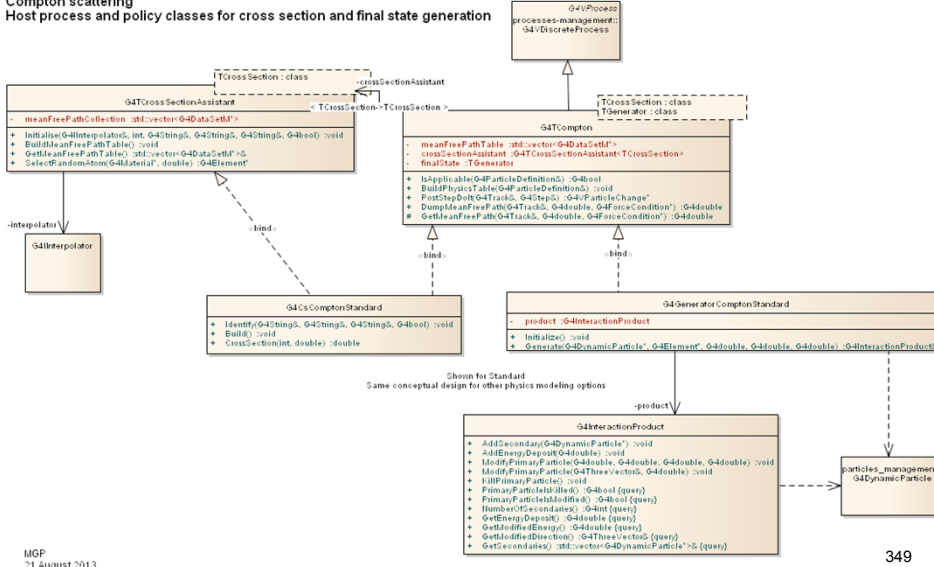 Compton scattering
Host process and policy classes for cross section and final state generation
G4VProcess
processes-management::
G4VDiscreteProcess
TCrossSection : class
-crossSectionAssistant
< TCrossSection->TCrossSection >
G4TCrossSectionAssistant
- meanFreePathCollection :std::vector<G4DataSetM*>
+ Initialise(G4IInterpolator&, int, G4String&, G4String&, G4String&, G4bool) :void
+ BuildMeanFreePathTable() :void
+ GetMeanFreePathTable() :std::vector<G4DataSetM*>&
+ SelectRandomAtom(G4Material*, double) :G4Element*
TCrossSection : class
TGenerator : class
G4TCompton
- meanFreePathTable :std::vector<G4DataSetM*>
- crossSectionAssistant :G4TCrossSectionAssistant<TCrossSection>
- finalState :TGenerator
+ IsApplicable(G4ParticleDefinition&) :G4bool
+ BuildPhysicsTable(G4ParticleDefinition&) :void
+ PostStepDoIt(G4Track&, G4Step&) :G4VParticleChange*
+ DumpMeanFreePath(G4Track&, G4double, G4ForceCondition*) :G4double
# GetMeanFreePath(G4Track&, G4double, G4ForceCondition*) :G4double
-interpolator
G4IInterpolator
«bind»
«bind»
«bind»
G4CsComptonStandard
+ Identify(G4String&, G4String&, G4String&, G4bool) :void
+ Build() :void
+ CrossSection(int, double) :double
G4GeneratorComptonStandard
- product :G4InteractionProduct
+ Initialize() :void
+ Generate(G4DynamicParticle*, G4Element*, G4double, G4double, G4double) :G4InteractionProduct&
Shown for Standard
Same conceptual design for other physics modeling options
-product
G4InteractionProduct
+ AddSecondary(G4DynamicParticle*) :void
+ AddEnergyDeposit(G4double) :void
+ ModifyPrimaryParticle(G4double, G4double, G4double, G4double) :void
+ ModifyPrimaryParticle(G4ThreeVector&, G4double) :void
+ KillPrimaryParticle() :void
+ PrimaryParticleIsKilled() :G4bool {query}
+ PrimaryParticleIsModified() :G4bool {query}
+ NumberOfSecondaries() :G4int {query}
+ GetEnergyDeposit() :G4double {query}
+ GetModifiedEnergy() :G4double {query}
+ GetModifiedDirection() :G4ThreeVector& {query}
+ GetSecondaries() :std::vector<G4DynamicParticle*>& {query}
particles_managemen
G4DynamicParticle
MGP
21 August 2013
349